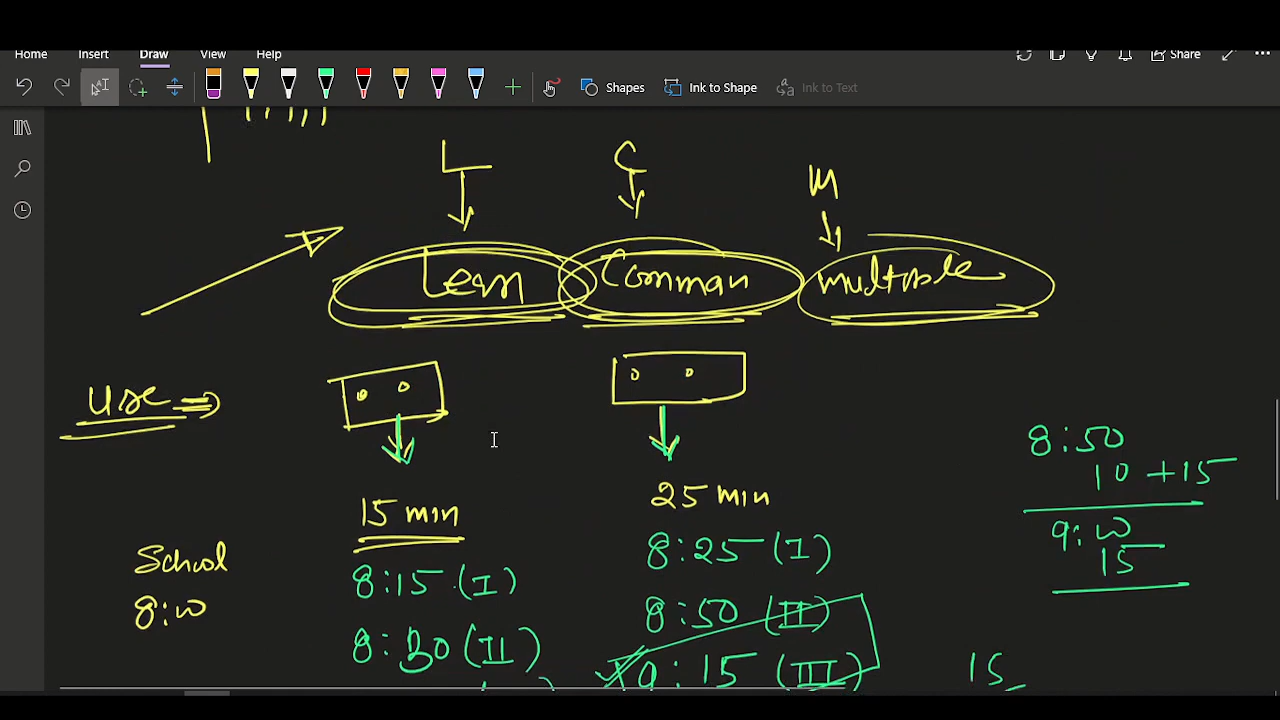 Home Insert Draw View Help Share
Shapes Ink to Shape Ink to Text
L C M
Lean Comman multiple
Use ⇒
15 min 25 min
School
8:00
8:15 (I) 8:25 (I)
8:30 (II) 8:50 (II)
9:15 (III)
8:50
10 +15
9:00
15
15